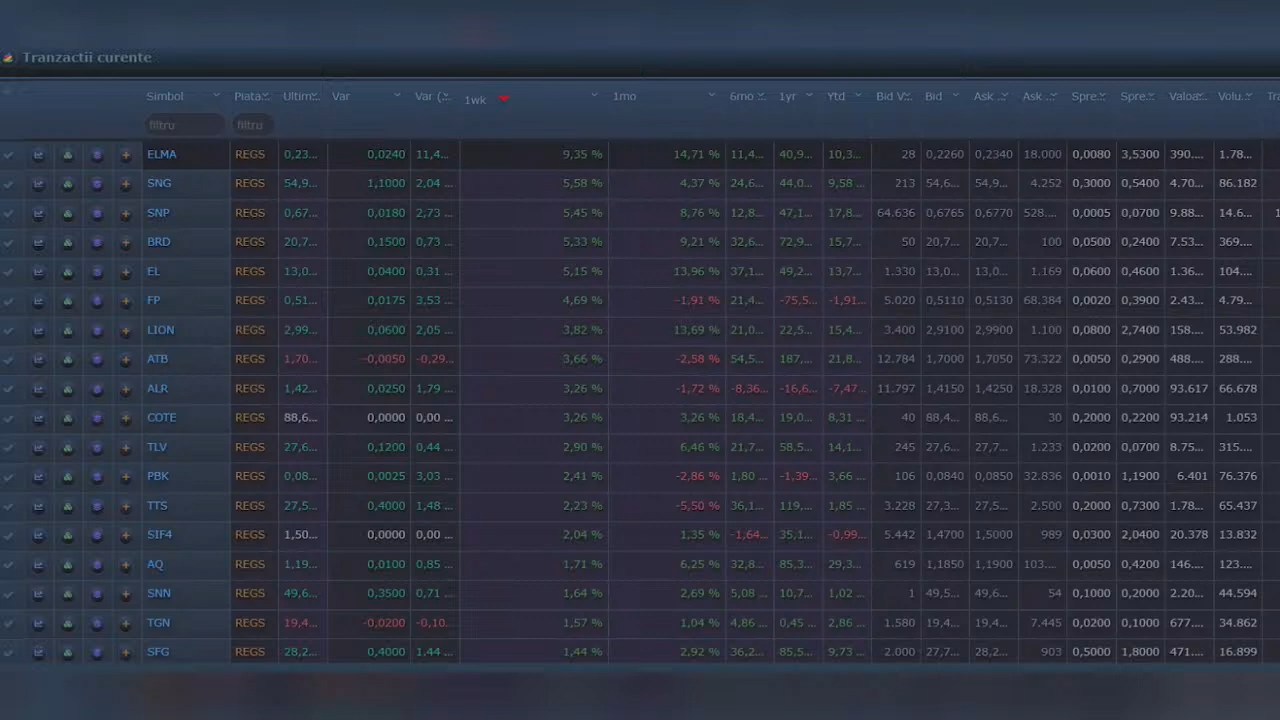 Tranzactii curente
Simbol Piata... Ultim... Var Var (... 1wk 1mo 6mo ... 1yr Ytd Bid V... Bid Ask ... Ask ... Spre... Spre... Valoa... Volu... Tra
filtru filtru
ELMA REGS 0,23... 0,0240 11,4... 9,35 % 14,71 % 11,4... 40,9... 10,3... 28 0,2260 0,2340 18.000 0,0080 3,5300 390.... 1.78...
SNG REGS 54,9... 1,1000 2,04 ... 5,58 % 4,37 % 24,6... 44,0... 9,58 ... 213 54,6... 54,9... 4.252 0,3000 0,5400 4.70... 86.182
SNP REGS 0,67... 0,0180 2,73 ... 5,45 % 8,76 % 12,8... 47,1... 17,8... 64.636 0,6765 0,6770 528.... 0,0005 0,0700 9.88... 14.6... 1
BRD REGS 20,7... 0,1500 0,73 ... 5,33 % 9,21 % 32,6... 72,9... 15,7... 50 20,7... 20,7... 100 0,0500 0,2400 7.53... 369....
EL REGS 13,0... 0,0400 0,31 ... 5,15 % 13,96 % 37,1... 49,2... 13,7... 1.330 13,0... 13,0... 1.169 0,0600 0,4600 1.36... 104....
FP REGS 0,51... 0,0175 3,53 ... 4,69 % -1,91 % 21,4... -75,5... -1,91... 5.020 0,5110 0,5130 68.384 0,0020 0,3900 2.43... 4.79...
LION REGS 2,99... 0,0600 2,05 ... 3,82 % 13,69 % 21,0... 22,5... 15,4... 3.400 2,9100 2,9900 1.100 0,0800 2,7400 158.... 53.982
ATB REGS 1,70... -0,0050 -0,29... 3,66 % -2,58 % 54,5... 187,... 21,8... 12.784 1,7000 1,7050 73.322 0,0050 0,2900 488.... 288....
ALR REGS 1,42... 0,0250 1,79 ... 3,26 % -1,72 % -8,36... -16,6... -7,47... 11.797 1,4150 1,4250 18.328 0,0100 0,7000 93.617 66.678
COTE REGS 88,6... 0,0000 0,00 ... 3,26 % 3,26 % 18,4... 19,0... 8,31 ... 40 88,4... 88,6... 30 0,2000 0,2200 93.214 1.053
TLV REGS 27,6... 0,1200 0,44 ... 2,90 % 6,46 % 21,7... 58,5... 14,1... 245 27,6... 27,7... 1.233 0,0200 0,0700 8.75... 315....
PBK REGS 0,08... 0,0025 3,03 ... 2,41 % -2,86 % 1,80 ... -1,39... 3,66 ... 106 0,0840 0,0850 32.836 0,0010 1,1900 6.401 76.376
TTS REGS 27,5... 0,4000 1,48 ... 2,23 % -5,50 % 36,1... 119,... 1,85 ... 3.228 27,3... 27,5... 2.500 0,2000 0,7300 1.78... 65.437
SIF4 REGS 1,50... 0,0000 0,00 ... 2,04 % 1,35 % -1,64... 35,1... -0,99... 5.442 1,4700 1,5000 989 0,0300 2,0400 20.378 13.832
AQ REGS 1,19... 0,0100 0,85 ... 1,71 % 6,25 % 32,8... 85,3... 29,3... 619 1,1850 1,1900 103.... 0,0050 0,4200 146.... 123....
SNN REGS 49,6... 0,3500 0,71 ... 1,64 % 2,69 % 5,08 ... 10,7... 1,02 ... 1 49,5... 49,6... 54 0,1000 0,2000 2.20... 44.594
TGN REGS 19,4... -0,0200 -0,10... 1,57 % 1,04 % 4,86 ... 0,45 ... 2,86 ... 1.580 19,4... 19,4... 7.445 0,0200 0,1000 677.... 34.862
SFG REGS 28,2... 0,4000 1,44 ... 1,44 % 2,92 % 36,2... 85,5... 9,73 ... 2.000 27,7... 28,2... 903 0,5000 1,8000 471.... 16.899